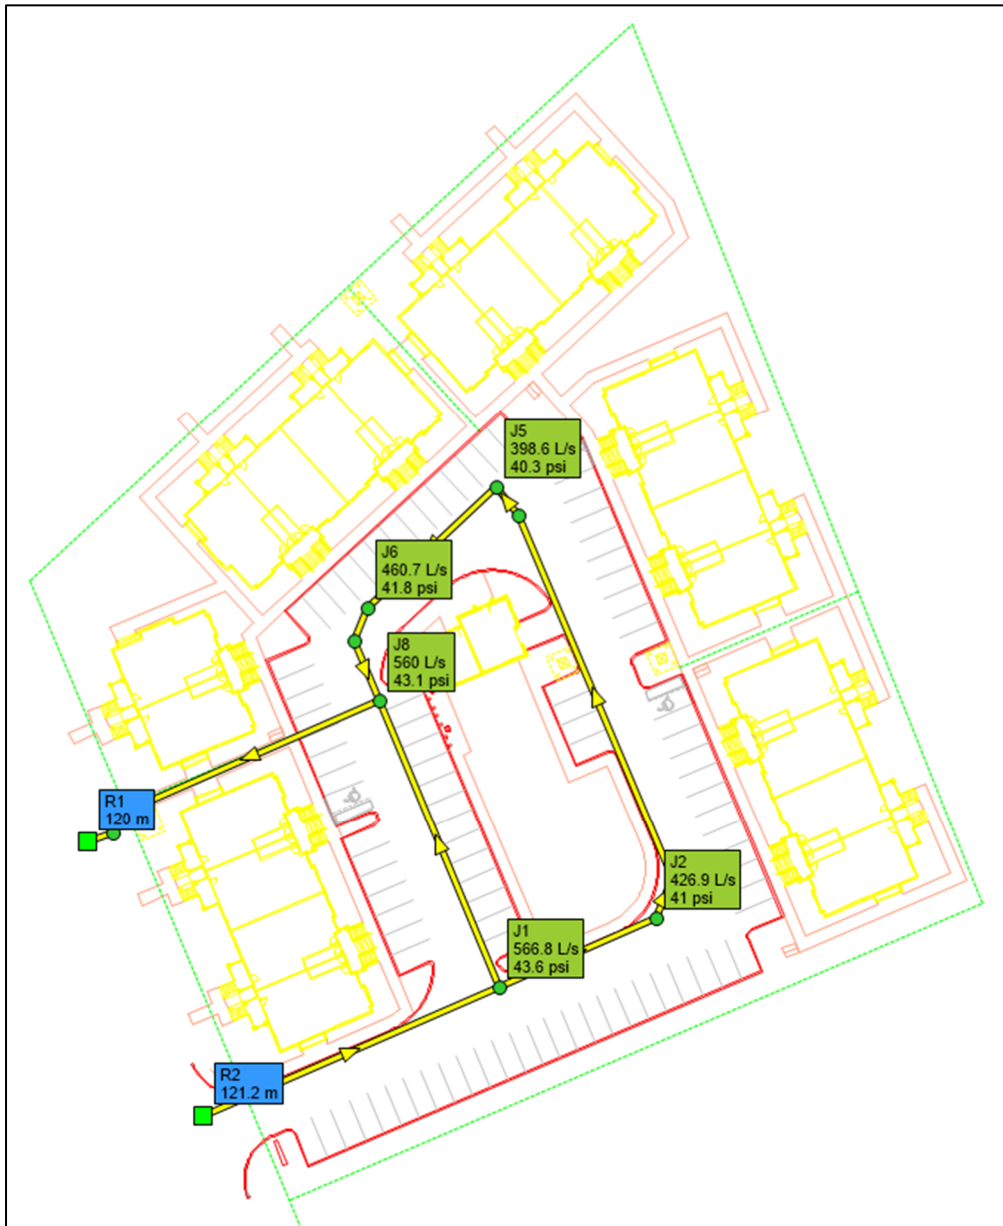 J5
398.6 L/s
40.3 psi
J6
460.7 L/s
41.8 psi
J8
560 L/s
43.1 psi
R1
120 m
J2
426.9 L/s
41 psi
J1
566.8 L/s
43.6 psi
R2
121.2 m